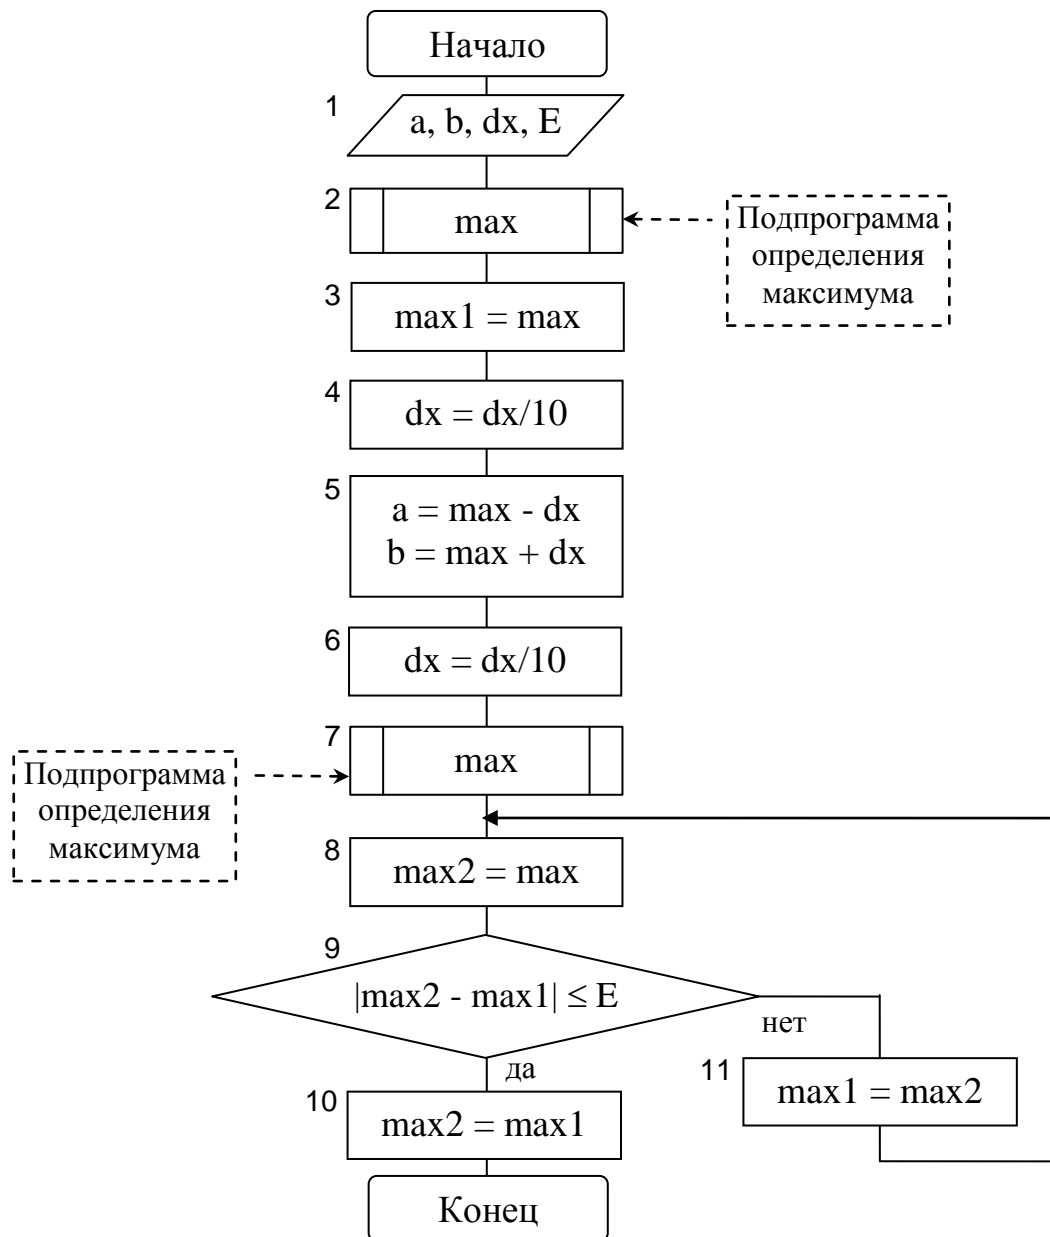 Начало
1
a, b, dx, E
2
max
Подпрограмма
определения
максимума
3
max1 = max
4
dx = dx/10
5
a = max - dx
b = max + dx
6
dx = dx/10
7
max
Подпрограмма
определения
максимума
8
max2 = max
9
|max2 - max1| ≤ E
нет
да
11
max1 = max2
10
max2 = max1
Конец